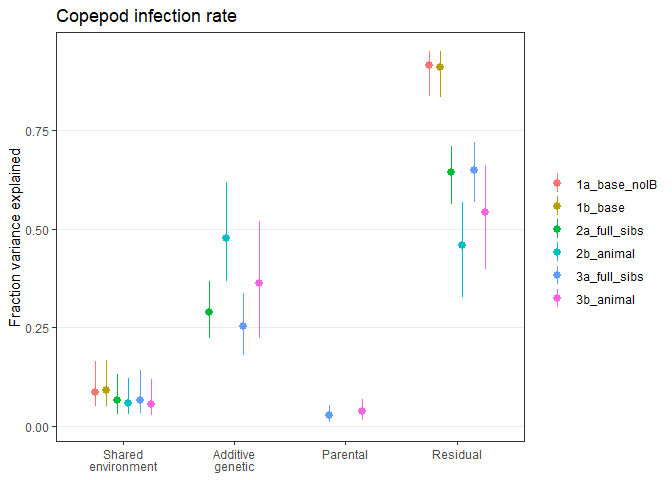 Copepod infection rate
Fraction variance explained
0.75
0.50
0.25
0.00
Shared
environment
Additive
genetic
Parental
Residual
1a_base_noIB
1b_base
2a_full_sibs
2b_animal
3a_full_sibs
3b_animal